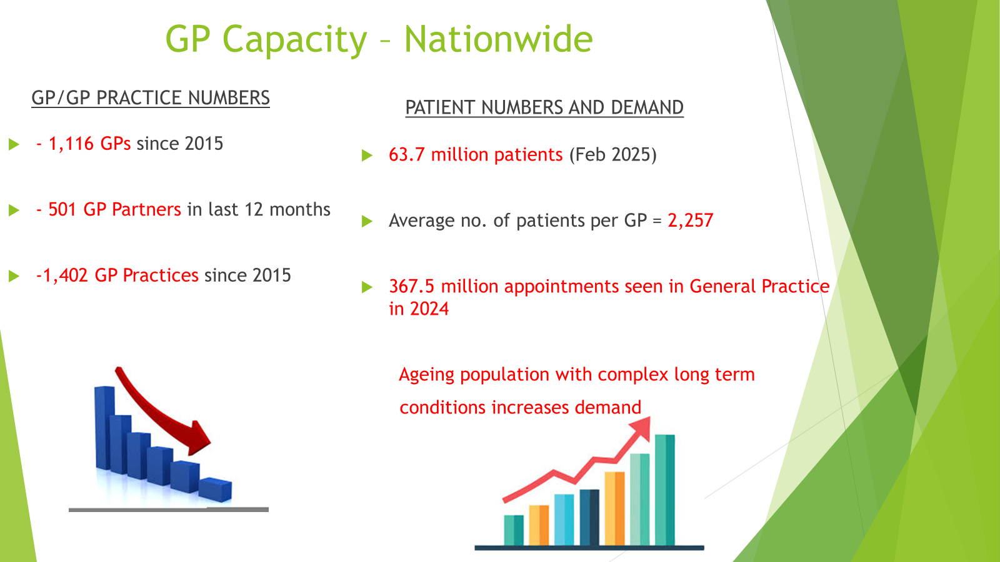 GP Capacity – Nationwide
GP/GP PRACTICE NUMBERS
- 1,116 GPs since 2015
- 501 GP Partners in last 12 months
-1,402 GP Practices since 2015
PATIENT NUMBERS AND DEMAND
63.7 million patients (Feb 2025)
Average no. of patients per GP = 2,257
367.5 million appointments seen in General Practice
in 2024
Ageing population with complex long term
conditions increases demand